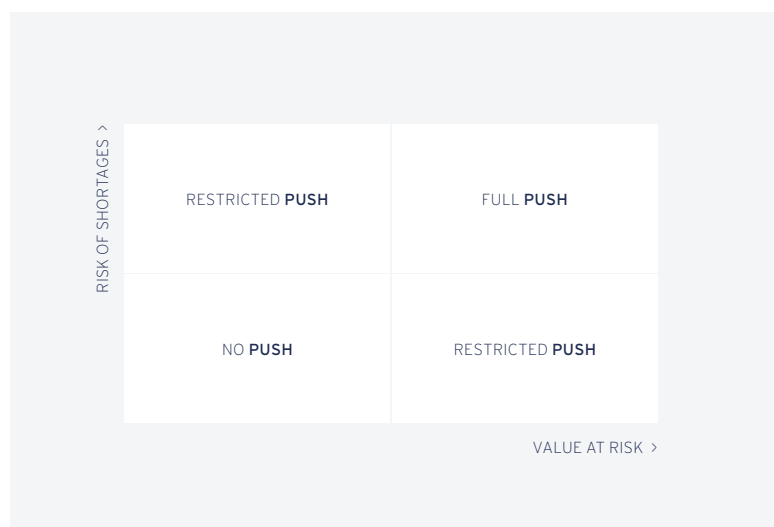 RISK OF SHORTAGES >
RESTRICTED PUSH
FULL PUSH
NO PUSH
RESTRICTED PUSH
VALUE AT RISK >